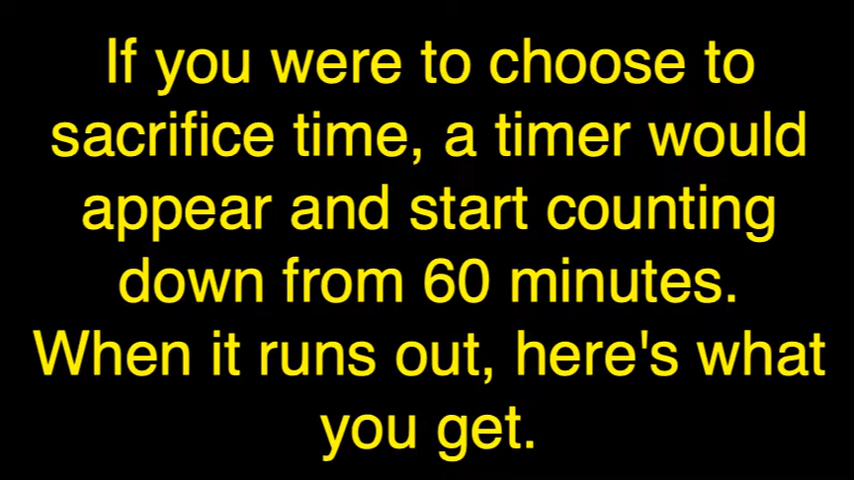 If you were to choose to
sacrifice time, a timer would
appear and start counting
down from 60 minutes.
When it runs out, here's what
you get.